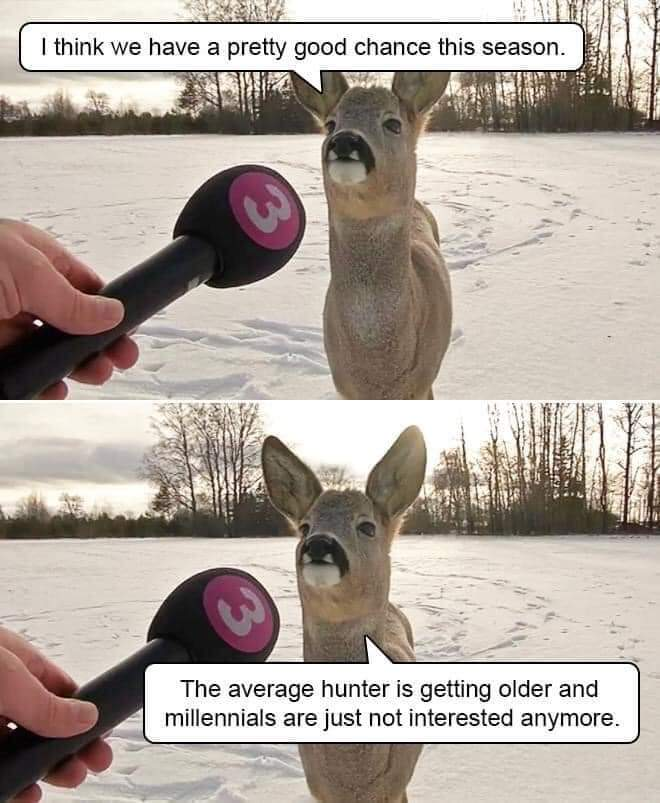 I think we have a pretty good chance this season.
3
The average hunter is getting older and
millennials are just not interested anymore.
3